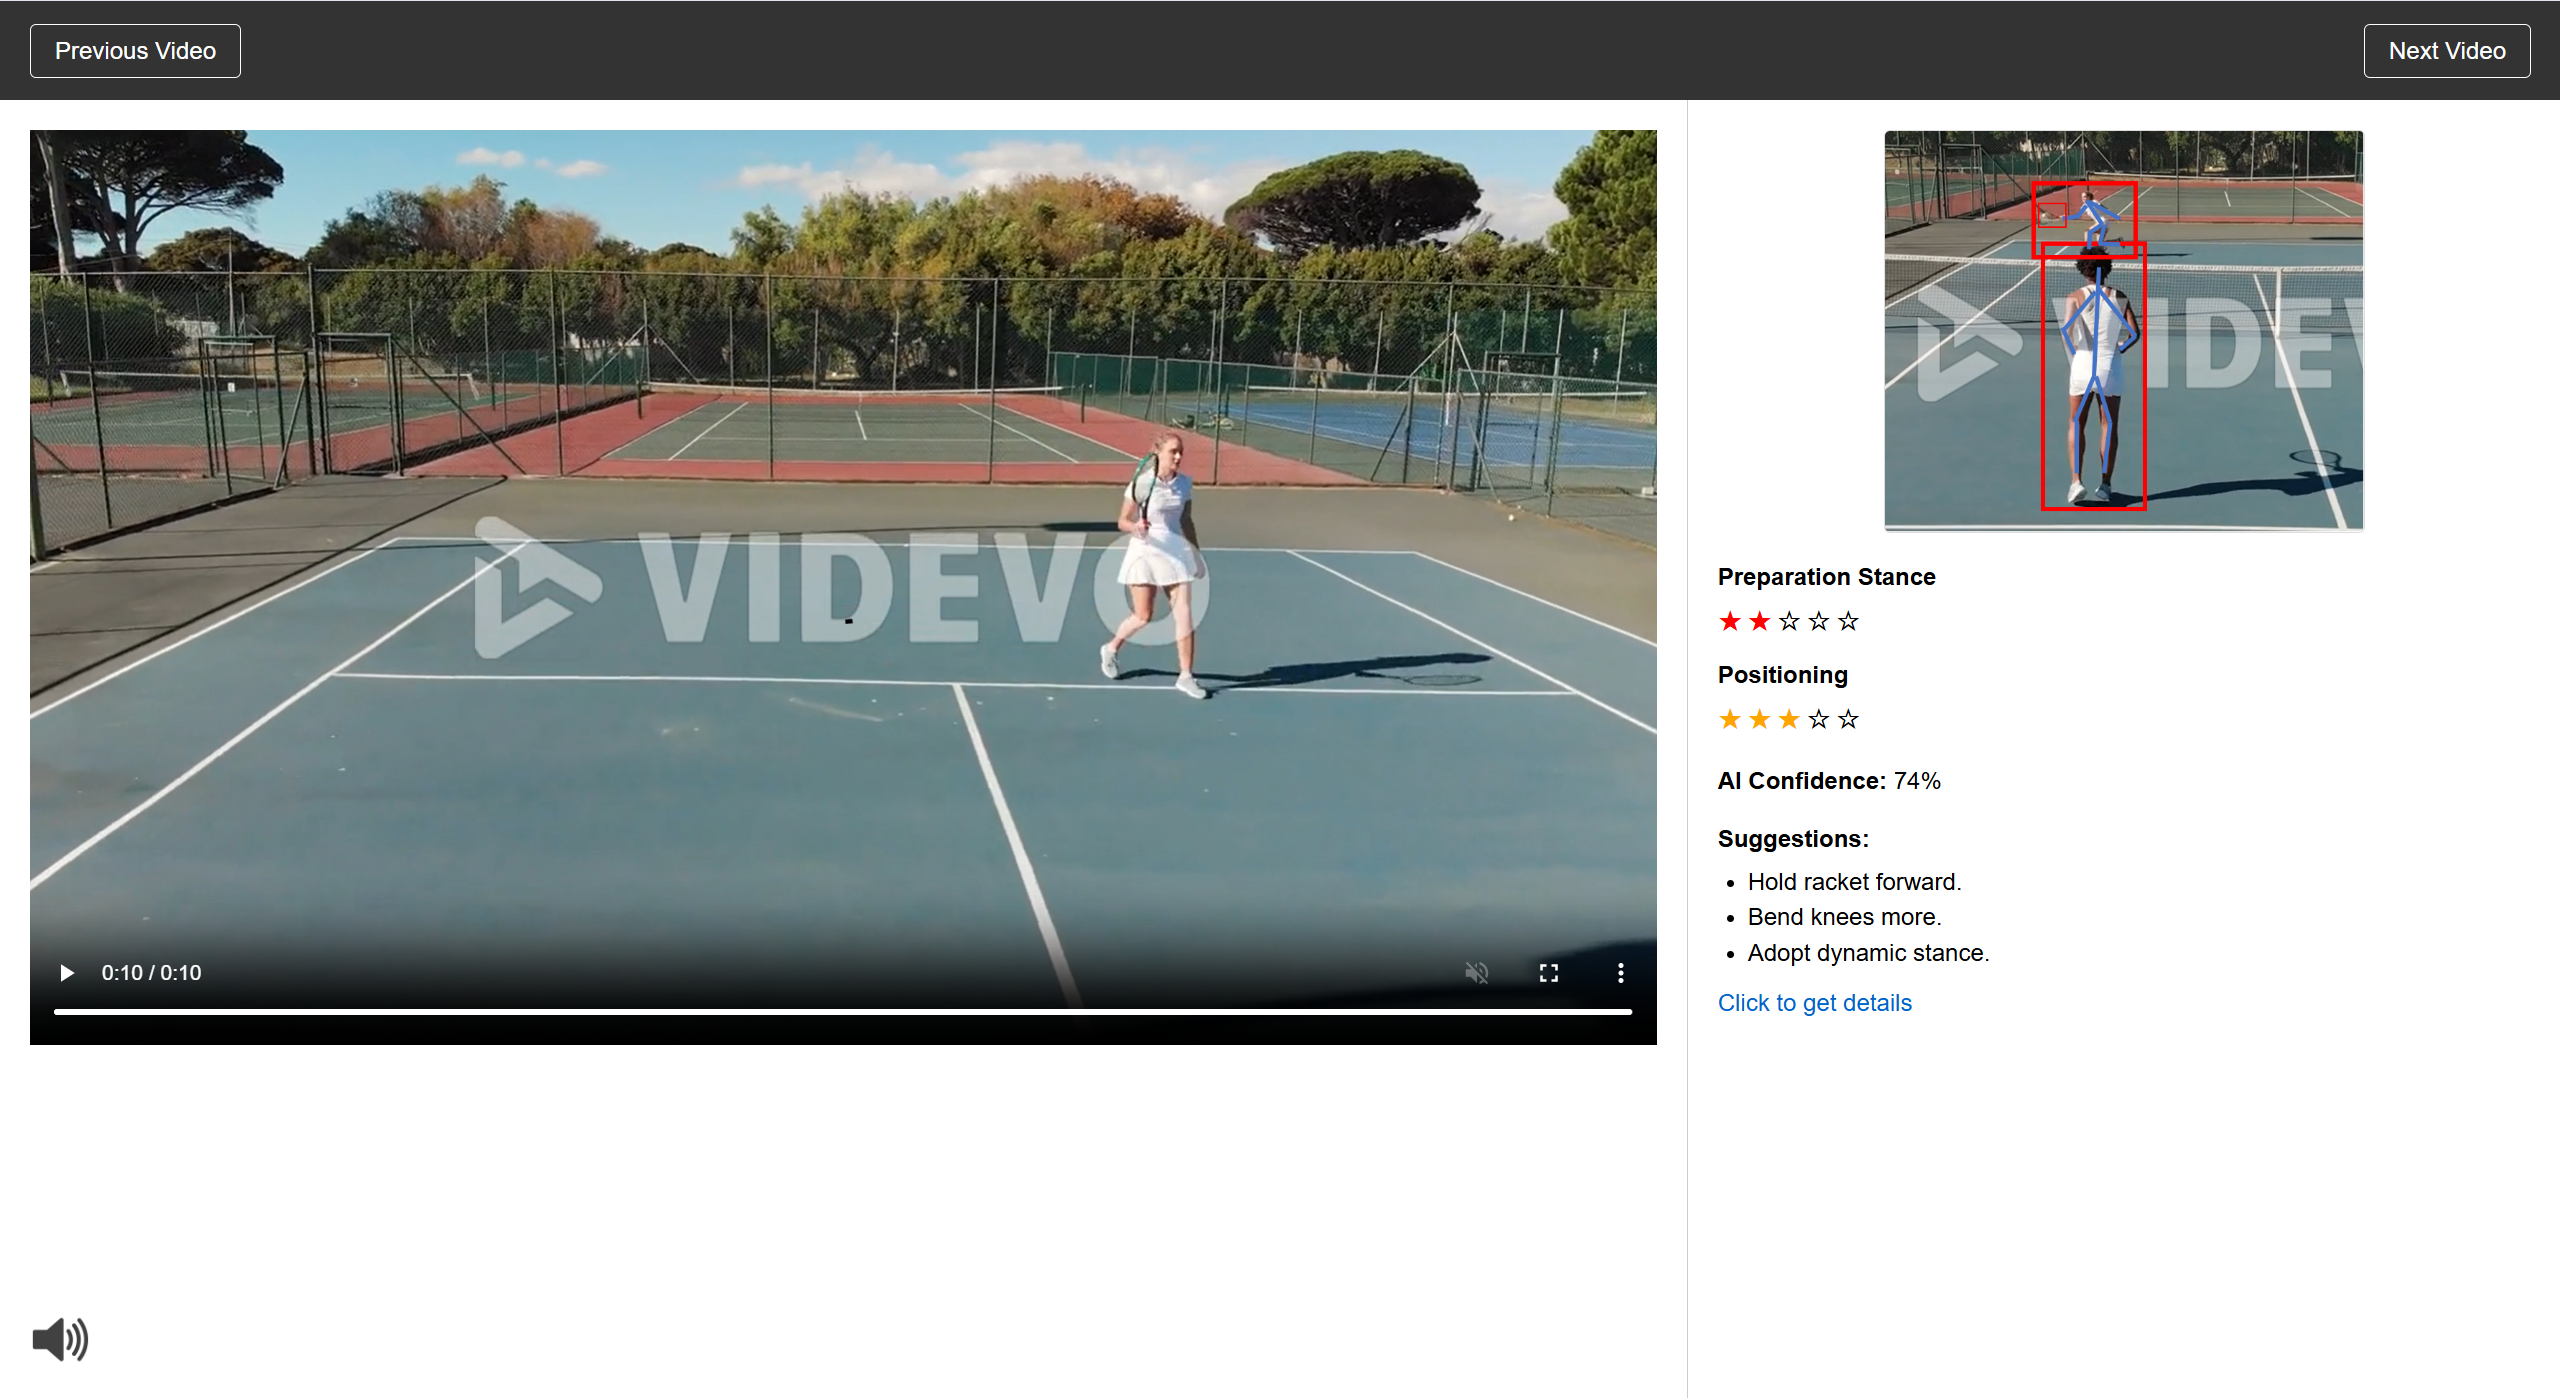 Previous Video
Next Video
VIDEVO
VIDEV
Preparation Stance
★ ★ ☆ ☆ ☆
Positioning
★ ★ ★ ☆ ☆
AI Confidence: 74%
Suggestions:
• Hold racket forward.
• Bend knees more.
• Adopt dynamic stance.
Click to get details
0:10 / 0:10